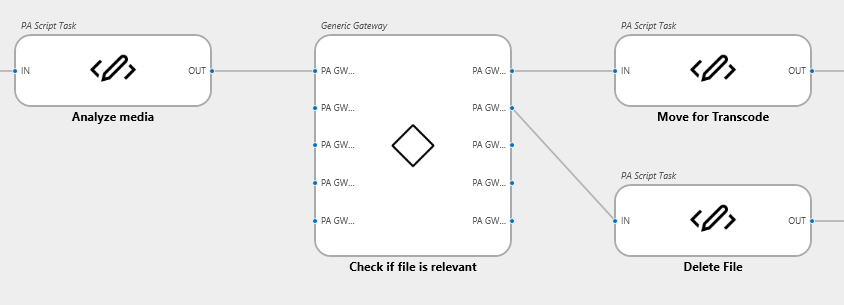 PA Script Task
IN
OUT
Analyze media
Generic Gateway
PA GW... PA GW...
PA GW... PA GW...
PA GW... PA GW...
PA GW... PA GW...
PA GW... PA GW...
Check if file is relevant
PA Script Task
IN
OUT
Move for Transcode
PA Script Task
IN
OUT
Delete File